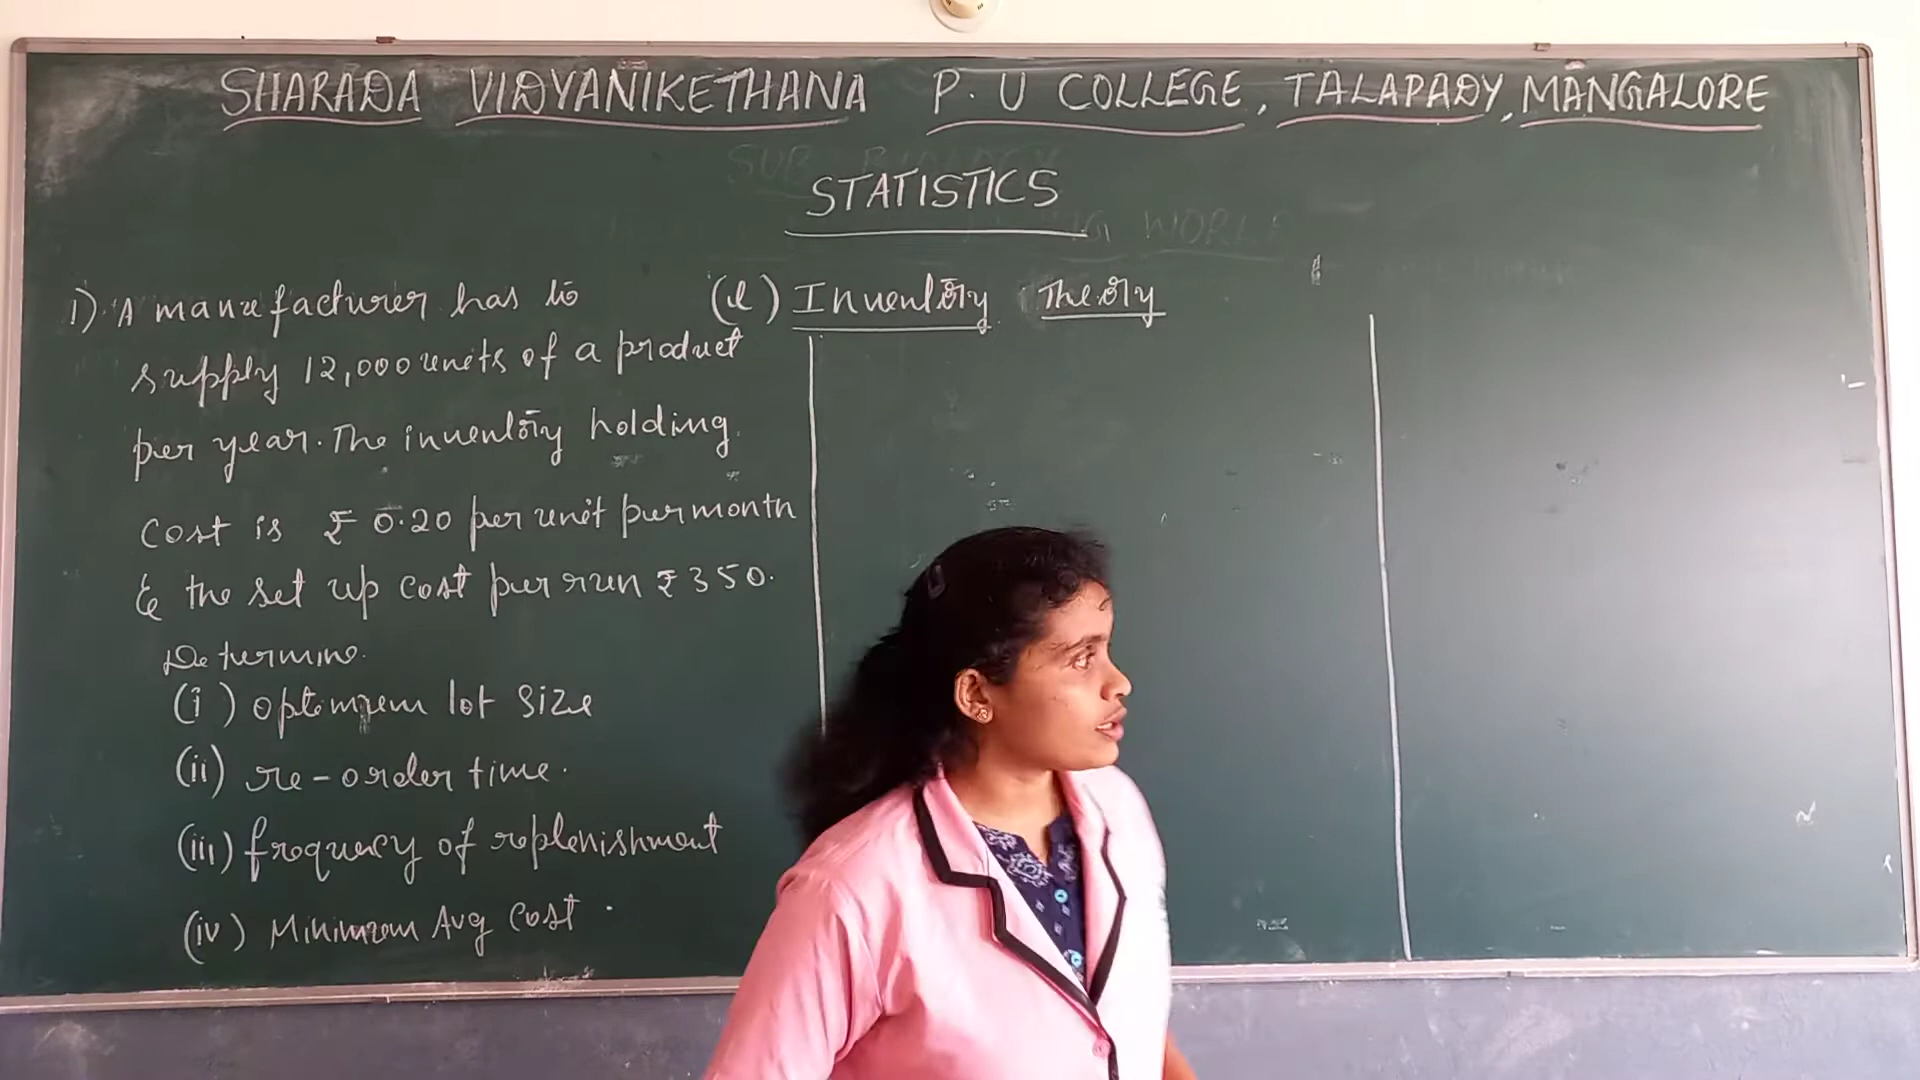 SHARADA VIDYANIKETHANA P. U COLLEGE, TALAPADY, MANGALORE
STATISTICS
(l) Inventory Theory
1) A manufacturer has to
supply 12,000 units of a product
per year. The inventory holding
cost is ₹ 0.20 per unit per month
& the set up cost per run ₹ 350.
Determine.
(i) optimum lot size
(ii) re-order time.
(iii) frequency of replenishment
(iv) Minimum Avg cost.